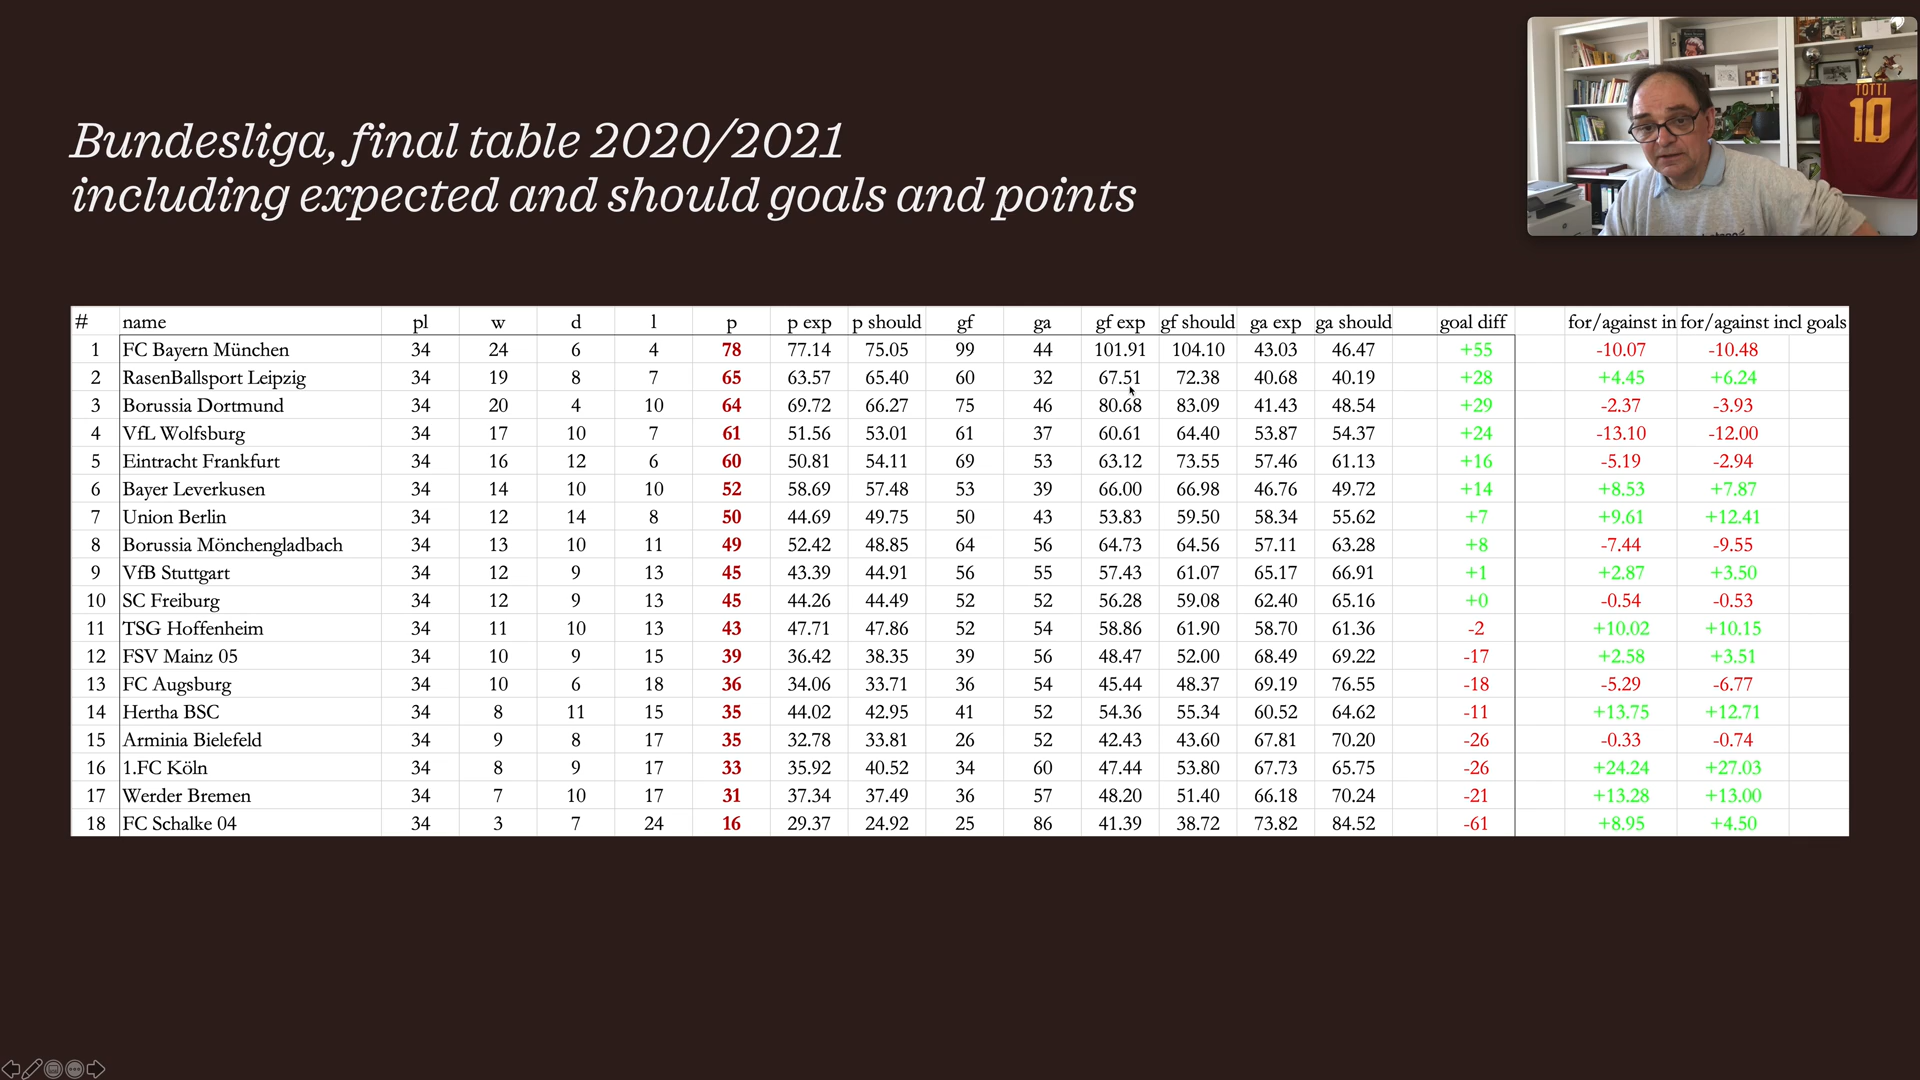 Bundesliga, final table 2020/2021
including expected and should goals and points
TOTTI
10
# name pl w d l p p exp p should gf ga gf exp gf should ga exp ga should goal diff for/against in for/against incl goals
1 FC Bayern München 34 24 6 4 78 77.14 75.05 99 44 101.91 104.10 43.03 46.47 +55 -10.07 -10.48
2 RasenBallsport Leipzig 34 19 8 7 65 63.57 65.40 60 32 67.51 72.38 40.68 40.19 +28 +4.45 +6.24
3 Borussia Dortmund 34 20 4 10 64 69.72 66.27 75 46 80.68 83.09 41.43 48.54 +29 -2.37 -3.93
4 VfL Wolfsburg 34 17 10 7 61 51.56 53.01 61 37 60.61 64.40 53.87 54.37 +24 -13.10 -12.00
5 Eintracht Frankfurt 34 16 12 6 60 50.81 54.11 69 53 63.12 73.55 57.46 61.13 +16 -5.19 -2.94
6 Bayer Leverkusen 34 14 10 10 52 58.69 57.48 53 39 66.00 66.98 46.76 49.72 +14 +8.53 +7.87
7 Union Berlin 34 12 14 8 50 44.69 49.75 50 43 53.83 59.50 58.34 55.62 +7 +9.61 +12.41
8 Borussia Mönchengladbach 34 13 10 11 49 52.42 48.85 64 56 64.73 64.56 57.11 63.28 +8 -7.44 -9.55
9 VfB Stuttgart 34 12 9 13 45 43.39 44.91 56 55 57.43 61.07 65.17 66.91 +1 +2.87 +3.50
10 SC Freiburg 34 12 9 13 45 44.26 44.49 52 52 56.28 59.08 62.40 65.16 +0 -0.54 -0.53
11 TSG Hoffenheim 34 11 10 13 43 47.71 47.86 52 54 58.86 61.90 58.70 61.36 -2 +10.02 +10.15
12 FSV Mainz 05 34 10 9 15 39 36.42 38.35 39 56 48.47 52.00 68.49 69.22 -17 +2.58 +3.51
13 FC Augsburg 34 10 6 18 36 34.06 33.71 36 54 45.44 48.37 69.19 76.55 -18 -5.29 -6.77
14 Hertha BSC 34 8 11 15 35 44.02 42.95 41 52 54.36 55.34 60.52 64.62 -11 +13.75 +12.71
15 Arminia Bielefeld 34 9 8 17 35 32.78 33.81 26 52 42.43 43.60 67.81 70.20 -26 -0.33 -0.74
16 1.FC Köln 34 8 9 17 33 35.92 40.52 34 60 47.44 53.80 67.73 65.75 -26 +24.24 +27.03
17 Werder Bremen 34 7 10 17 31 37.34 37.49 36 57 48.20 51.40 66.18 70.24 -21 +13.28 +13.00
18 FC Schalke 04 34 3 7 24 16 29.37 24.92 25 86 41.39 38.72 73.82 84.52 -61 +8.95 +4.50